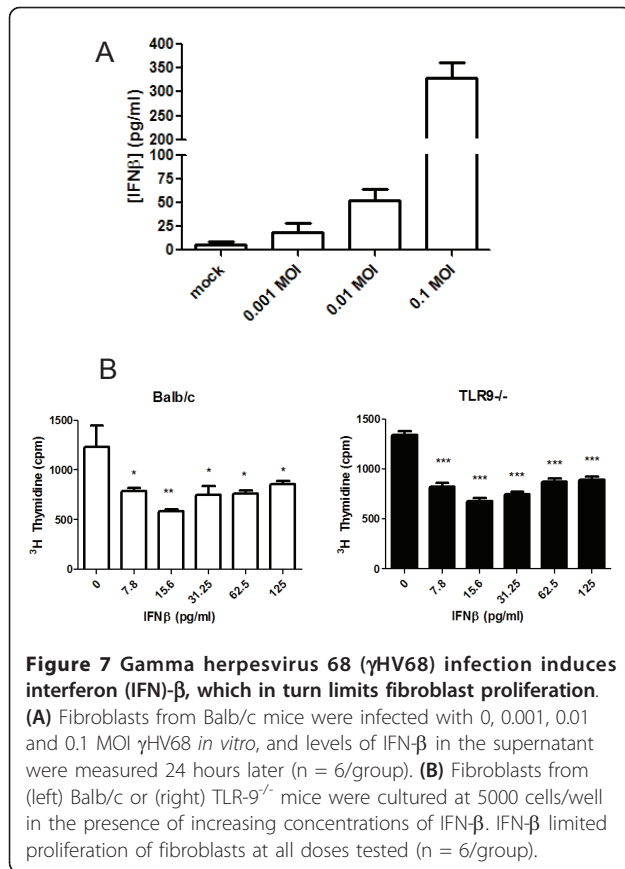 A
[IFNβ] (pg/ml)
400
350
300
250
200
100
75
50
25
0
mock
0.001 MOI
0.01 MOI
0.1 MOI
B
Balb/c
³H Thymidine (cpm)
1500
1000
500
0
*
**
*
*
*
0
7.8
15.6
31.25
62.5
125
IFNβ (pg/ml)
TLR9-/-
³H Thymidine (cpm)
1500
1000
500
0
***
***
***
***
***
0
7.8
15.6
31.25
62.5
125
IFNβ (pg/ml)
Figure 7 Gamma herpesvirus 68 (γHV68) infection induces
interferon (IFN)-β, which in turn limits fibroblast proliferation.
(A) Fibroblasts from Balb/c mice were infected with 0, 0.001, 0.01
and 0.1 MOI γHV68 in vitro, and levels of IFN-β in the supernatant
were measured 24 hours later (n = 6/group). (B) Fibroblasts from
(left) Balb/c or (right) TLR-9⁻/⁻ mice were cultured at 5000 cells/well
in the presence of increasing concentrations of IFN-β. IFN-β limited
proliferation of fibroblasts at all doses tested (n = 6/group).